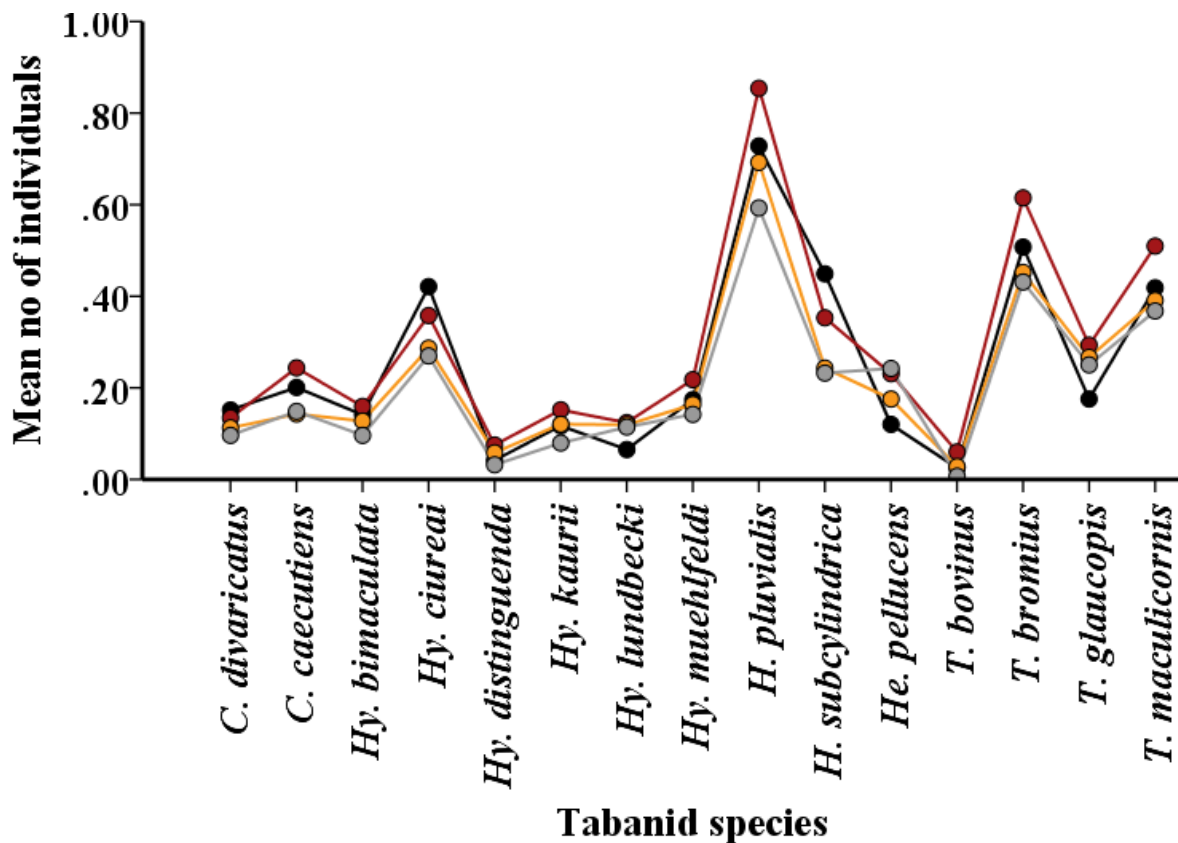 Mean no of individuals
1.00
.80
.60
.40
.20
.00
C. divaricatus
C. caecutiens
Hy. bimaculata
Hy. ciureai
Hy. distinguenda
Hy. kaurii
Hy. lundbecki
Hy. muehlfeldi
H. pluvialis
H. subcylindrica
He. pellucens
T. bovinus
T. bromius
T. glaucopis
T. maculicornis
Tabanid species